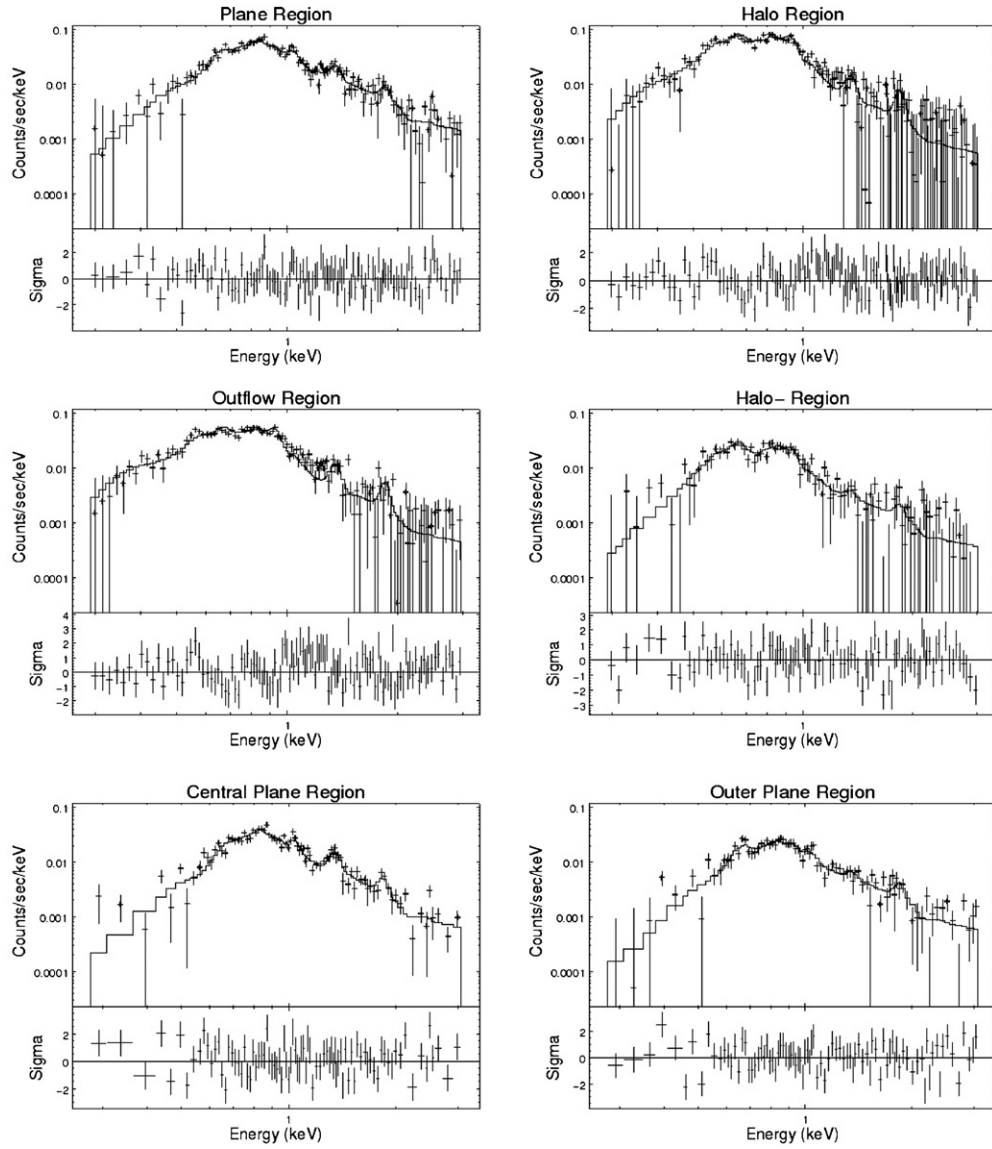 Plane Region
0.1
0.01
0.001
0.0001
Counts/sec/keV
2
0
−2
Sigma
1
Energy (keV)
Halo Region
0.1
0.01
0.001
0.0001
Counts/sec/keV
2
0
−2
Sigma
1
Energy (keV)
Outflow Region
0.1
0.01
0.001
0.0001
Counts/sec/keV
4
3
2
1
0
−1
−2
Sigma
1
Energy (keV)
Halo− Region
0.1
0.01
0.001
0.0001
Counts/sec/keV
3
2
1
0
−1
−2
−3
Sigma
1
Energy (keV)
Central Plane Region
0.1
0.01
0.001
0.0001
Counts/sec/keV
2
0
−2
Sigma
1
Energy (keV)
Outer Plane Region
0.1
0.01
0.001
0.0001
Counts/sec/keV
2
0
−2
Sigma
1
Energy (keV)